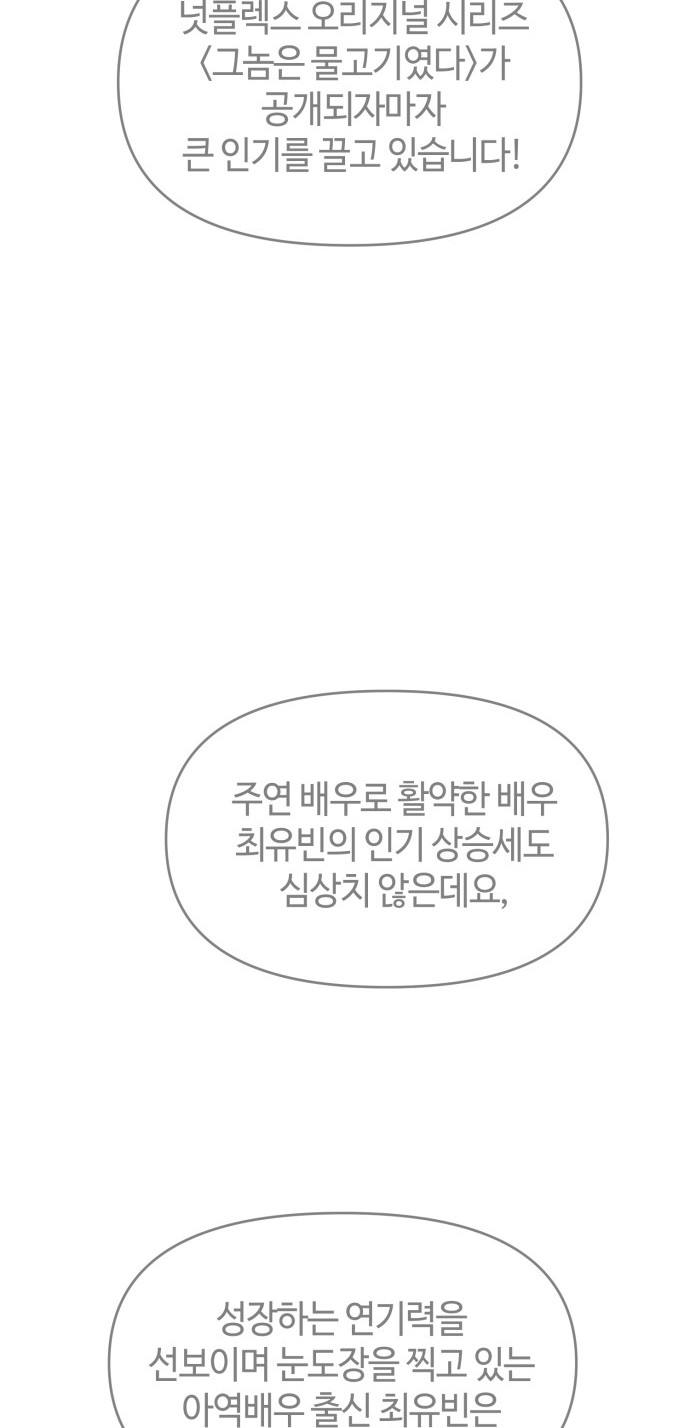 넛플렉스 오리지널 시리즈
〈그놈은 물고기였다〉가
공개되자마자
큰 인기를 끌고 있습니다!
주연 배우로 활약한 배우
최유빈의 인기 상승세도
심상치 않은데요,
성장하는 연기력을
선보이며 눈도장을 찍고 있는
아역배우 출신 최유빈은